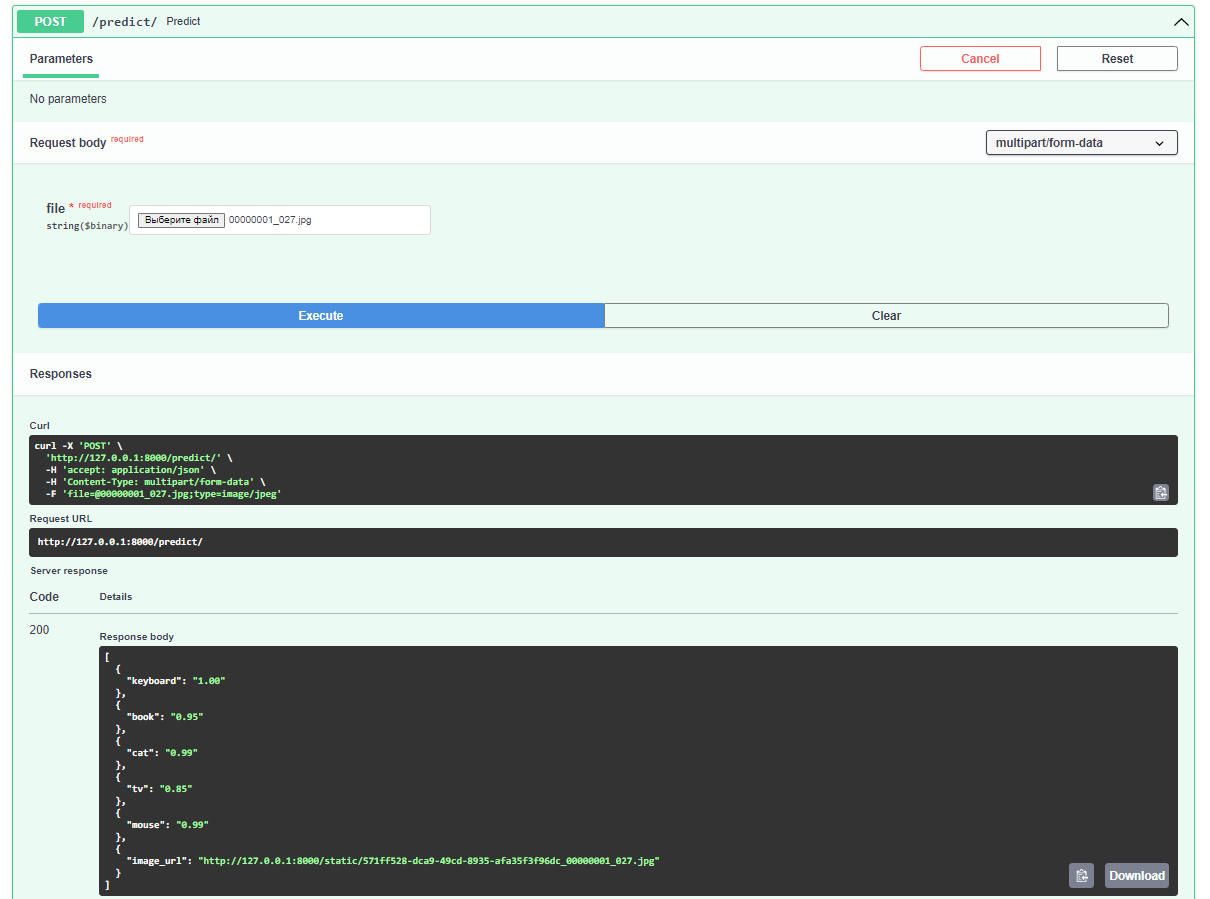 POST /predict/ Predict
Parameters
Cancel
Reset
No parameters
Request body required
multipart/form-data
file * required
string($binary)
Выберите файл 00000001_027.jpg
Execute
Clear
Responses
Curl
curl -X 'POST' \
  'http://127.0.0.1:8000/predict/' \
  -H 'accept: application/json' \
  -H 'Content-Type: multipart/form-data' \
  -F 'file=@00000001_027.jpg;type=image/jpeg'
Request URL
http://127.0.0.1:8000/predict/
Server response
Code Details
200
Response body
[
  {
    "keyboard": "1.00"
  },
  {
    "book": "0.95"
  },
  {
    "cat": "0.99"
  },
  {
    "tv": "0.85"
  },
  {
    "mouse": "0.99"
  },
  {
    "image_url": "http://127.0.0.1:8000/static/571ff528-dca9-49cd-8935-afa35f3f96dc_00000001_027.jpg"
  }
]
Download